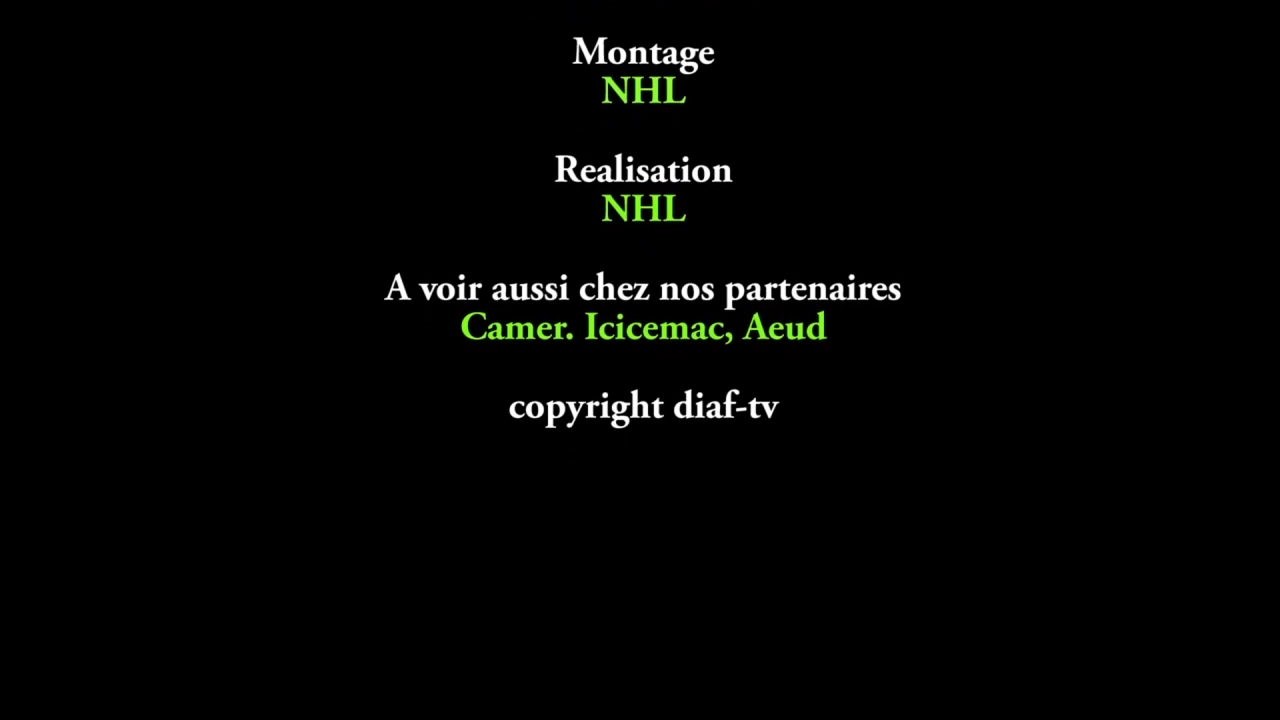 Montage
NHL
Realisation
NHL
A voir aussi chez nos partenaires
Camer. Icicemac, Aeud
copyright diaf-tv